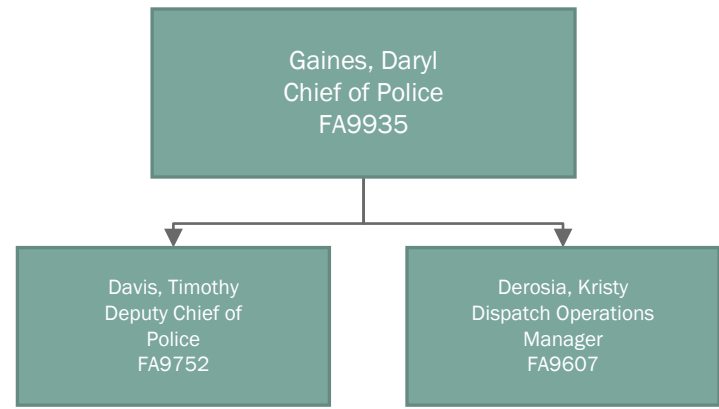 Gaines, Daryl
Chief of Police
FA9935
Davis, Timothy
Deputy Chief of
Police
FA9752
Derosia, Kristy
Dispatch Operations
Manager
FA9607